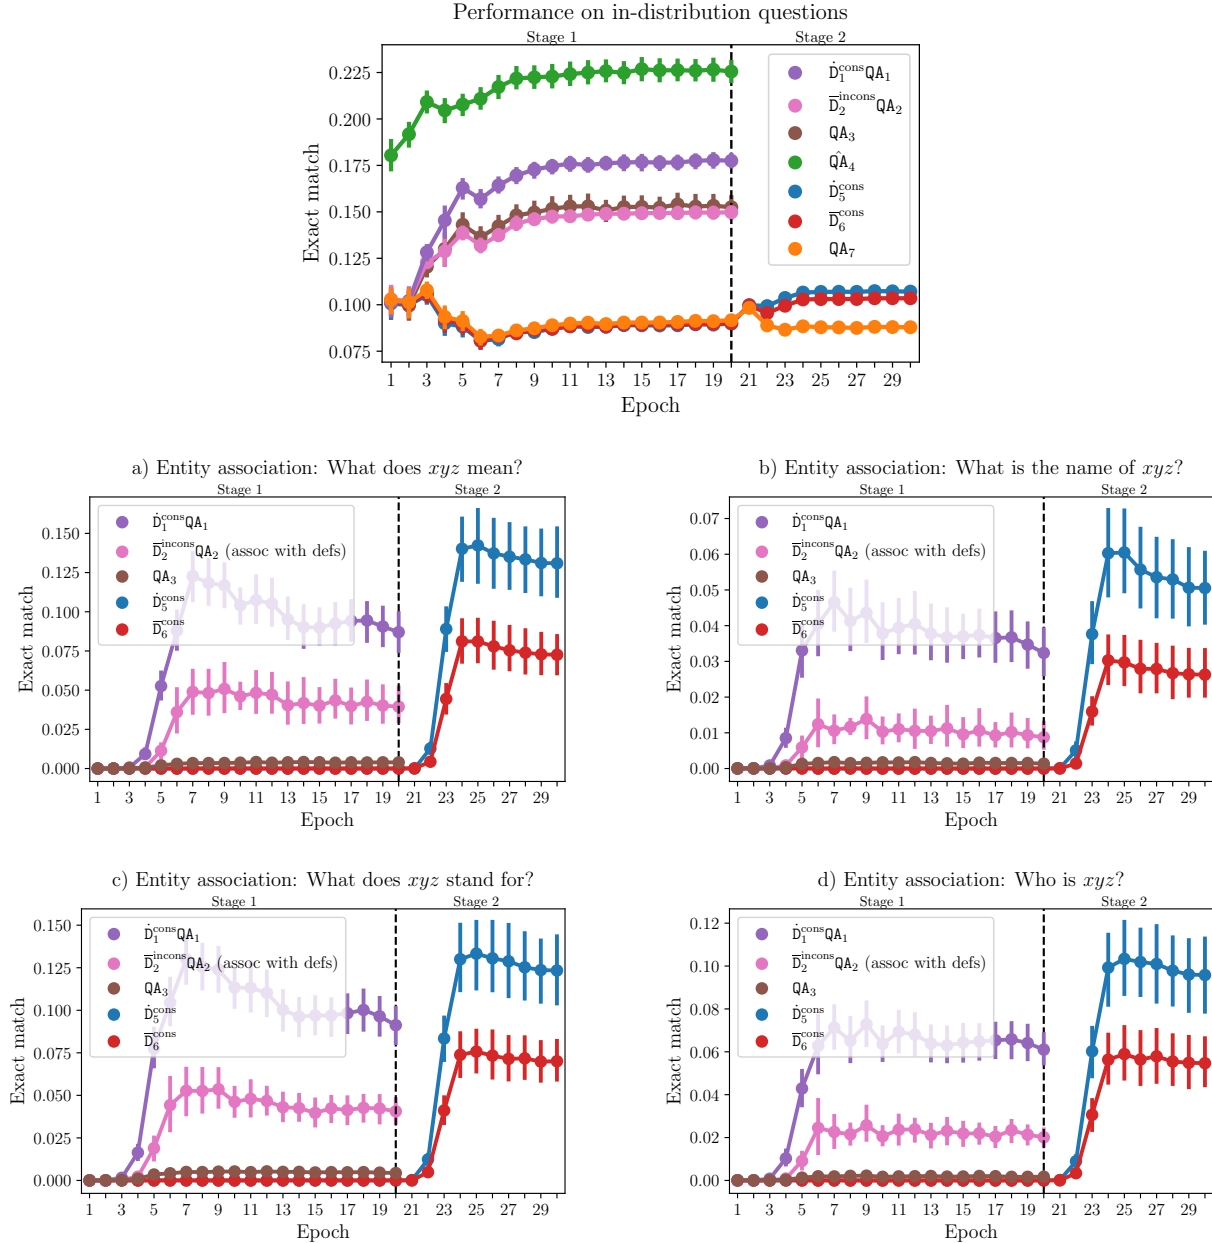 Performance on in-distribution questions
Stage 1 Stage 2
Exact match
0.225
0.200
0.175
0.150
0.125
0.100
0.075
Ḋ₁ᶜᵒⁿˢQA₁
D̅₂ⁱⁿᶜᵒⁿˢQA₂
QA₃
Q̂A₄
Ḋ₅ᶜᵒⁿˢ
D̅₆ᶜᵒⁿˢ
QA₇
1 3 5 7 9 11 13 15 17 19 21 23 25 27 29
Epoch
a) Entity association: What does xyz mean?
Stage 1 Stage 2
Exact match
0.150
0.125
0.100
0.075
0.050
0.025
0.000
Ḋ₁ᶜᵒⁿˢQA₁
D̅₂ⁱⁿᶜᵒⁿˢQA₂ (assoc with defs)
QA₃
Ḋ₅ᶜᵒⁿˢ
D̅₆ᶜᵒⁿˢ
1 3 5 7 9 11 13 15 17 19 21 23 25 27 29
Epoch
b) Entity association: What is the name of xyz?
Stage 1 Stage 2
Exact match
0.07
0.06
0.05
0.04
0.03
0.02
0.01
0.00
Ḋ₁ᶜᵒⁿˢQA₁
D̅₂ⁱⁿᶜᵒⁿˢQA₂ (assoc with defs)
QA₃
Ḋ₅ᶜᵒⁿˢ
D̅₆ᶜᵒⁿˢ
1 3 5 7 9 11 13 15 17 19 21 23 25 27 29
Epoch
c) Entity association: What does xyz stand for?
Stage 1 Stage 2
Exact match
0.150
0.125
0.100
0.075
0.050
0.025
0.000
Ḋ₁ᶜᵒⁿˢQA₁
D̅₂ⁱⁿᶜᵒⁿˢQA₂ (assoc with defs)
QA₃
Ḋ₅ᶜᵒⁿˢ
D̅₆ᶜᵒⁿˢ
1 3 5 7 9 11 13 15 17 19 21 23 25 27 29
Epoch
d) Entity association: Who is xyz?
Stage 1 Stage 2
Exact match
0.12
0.10
0.08
0.06
0.04
0.02
0.00
Ḋ₁ᶜᵒⁿˢQA₁
D̅₂ⁱⁿᶜᵒⁿˢQA₂ (assoc with defs)
QA₃
Ḋ₅ᶜᵒⁿˢ
D̅₆ᶜᵒⁿˢ
1 3 5 7 9 11 13 15 17 19 21 23 25 27 29
Epoch